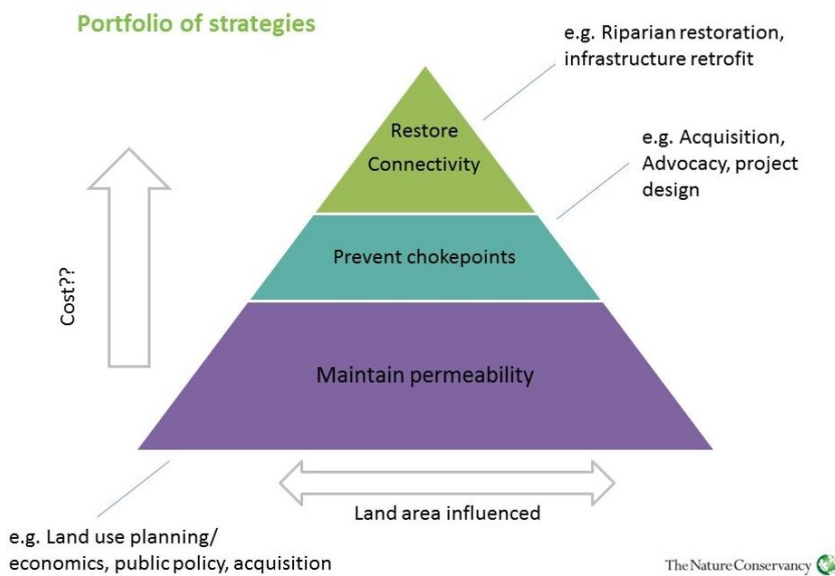 Portfolio of strategies
e.g. Riparian restoration,
infrastructure retrofit
Restore
Connectivity
e.g. Acquisition,
Advocacy, project
design
Prevent chokepoints
Cost??
Maintain permeability
Land area influenced
e.g. Land use planning/
economics, public policy, acquisition
The Nature Conservancy